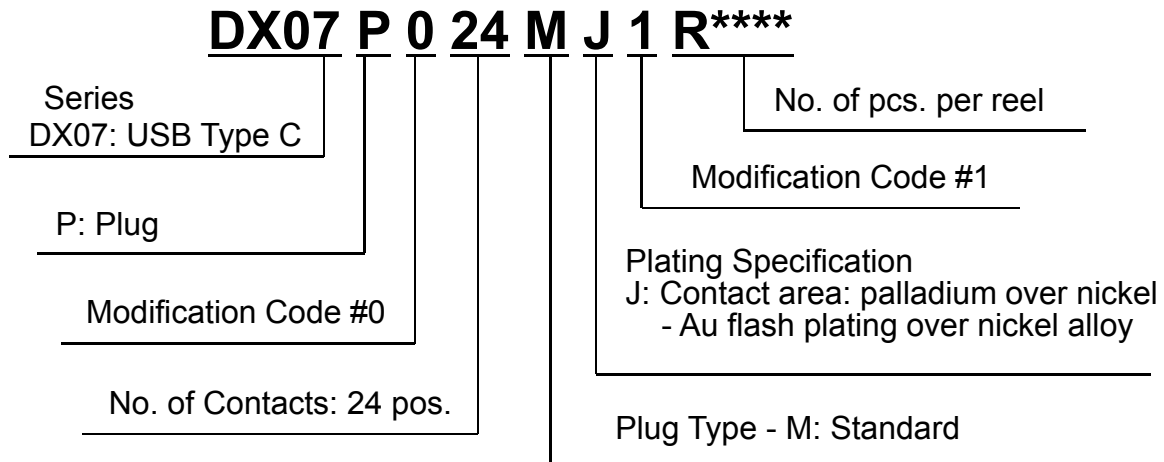 DX07 P 0 24 M J 1 R****
Series
DX07: USB Type C
No. of pcs. per reel
Modification Code #1
P: Plug
Plating Specification
J: Contact area: palladium over nickel
- Au flash plating over nickel alloy
Modification Code #0
No. of Contacts: 24 pos.
Plug Type - M: Standard